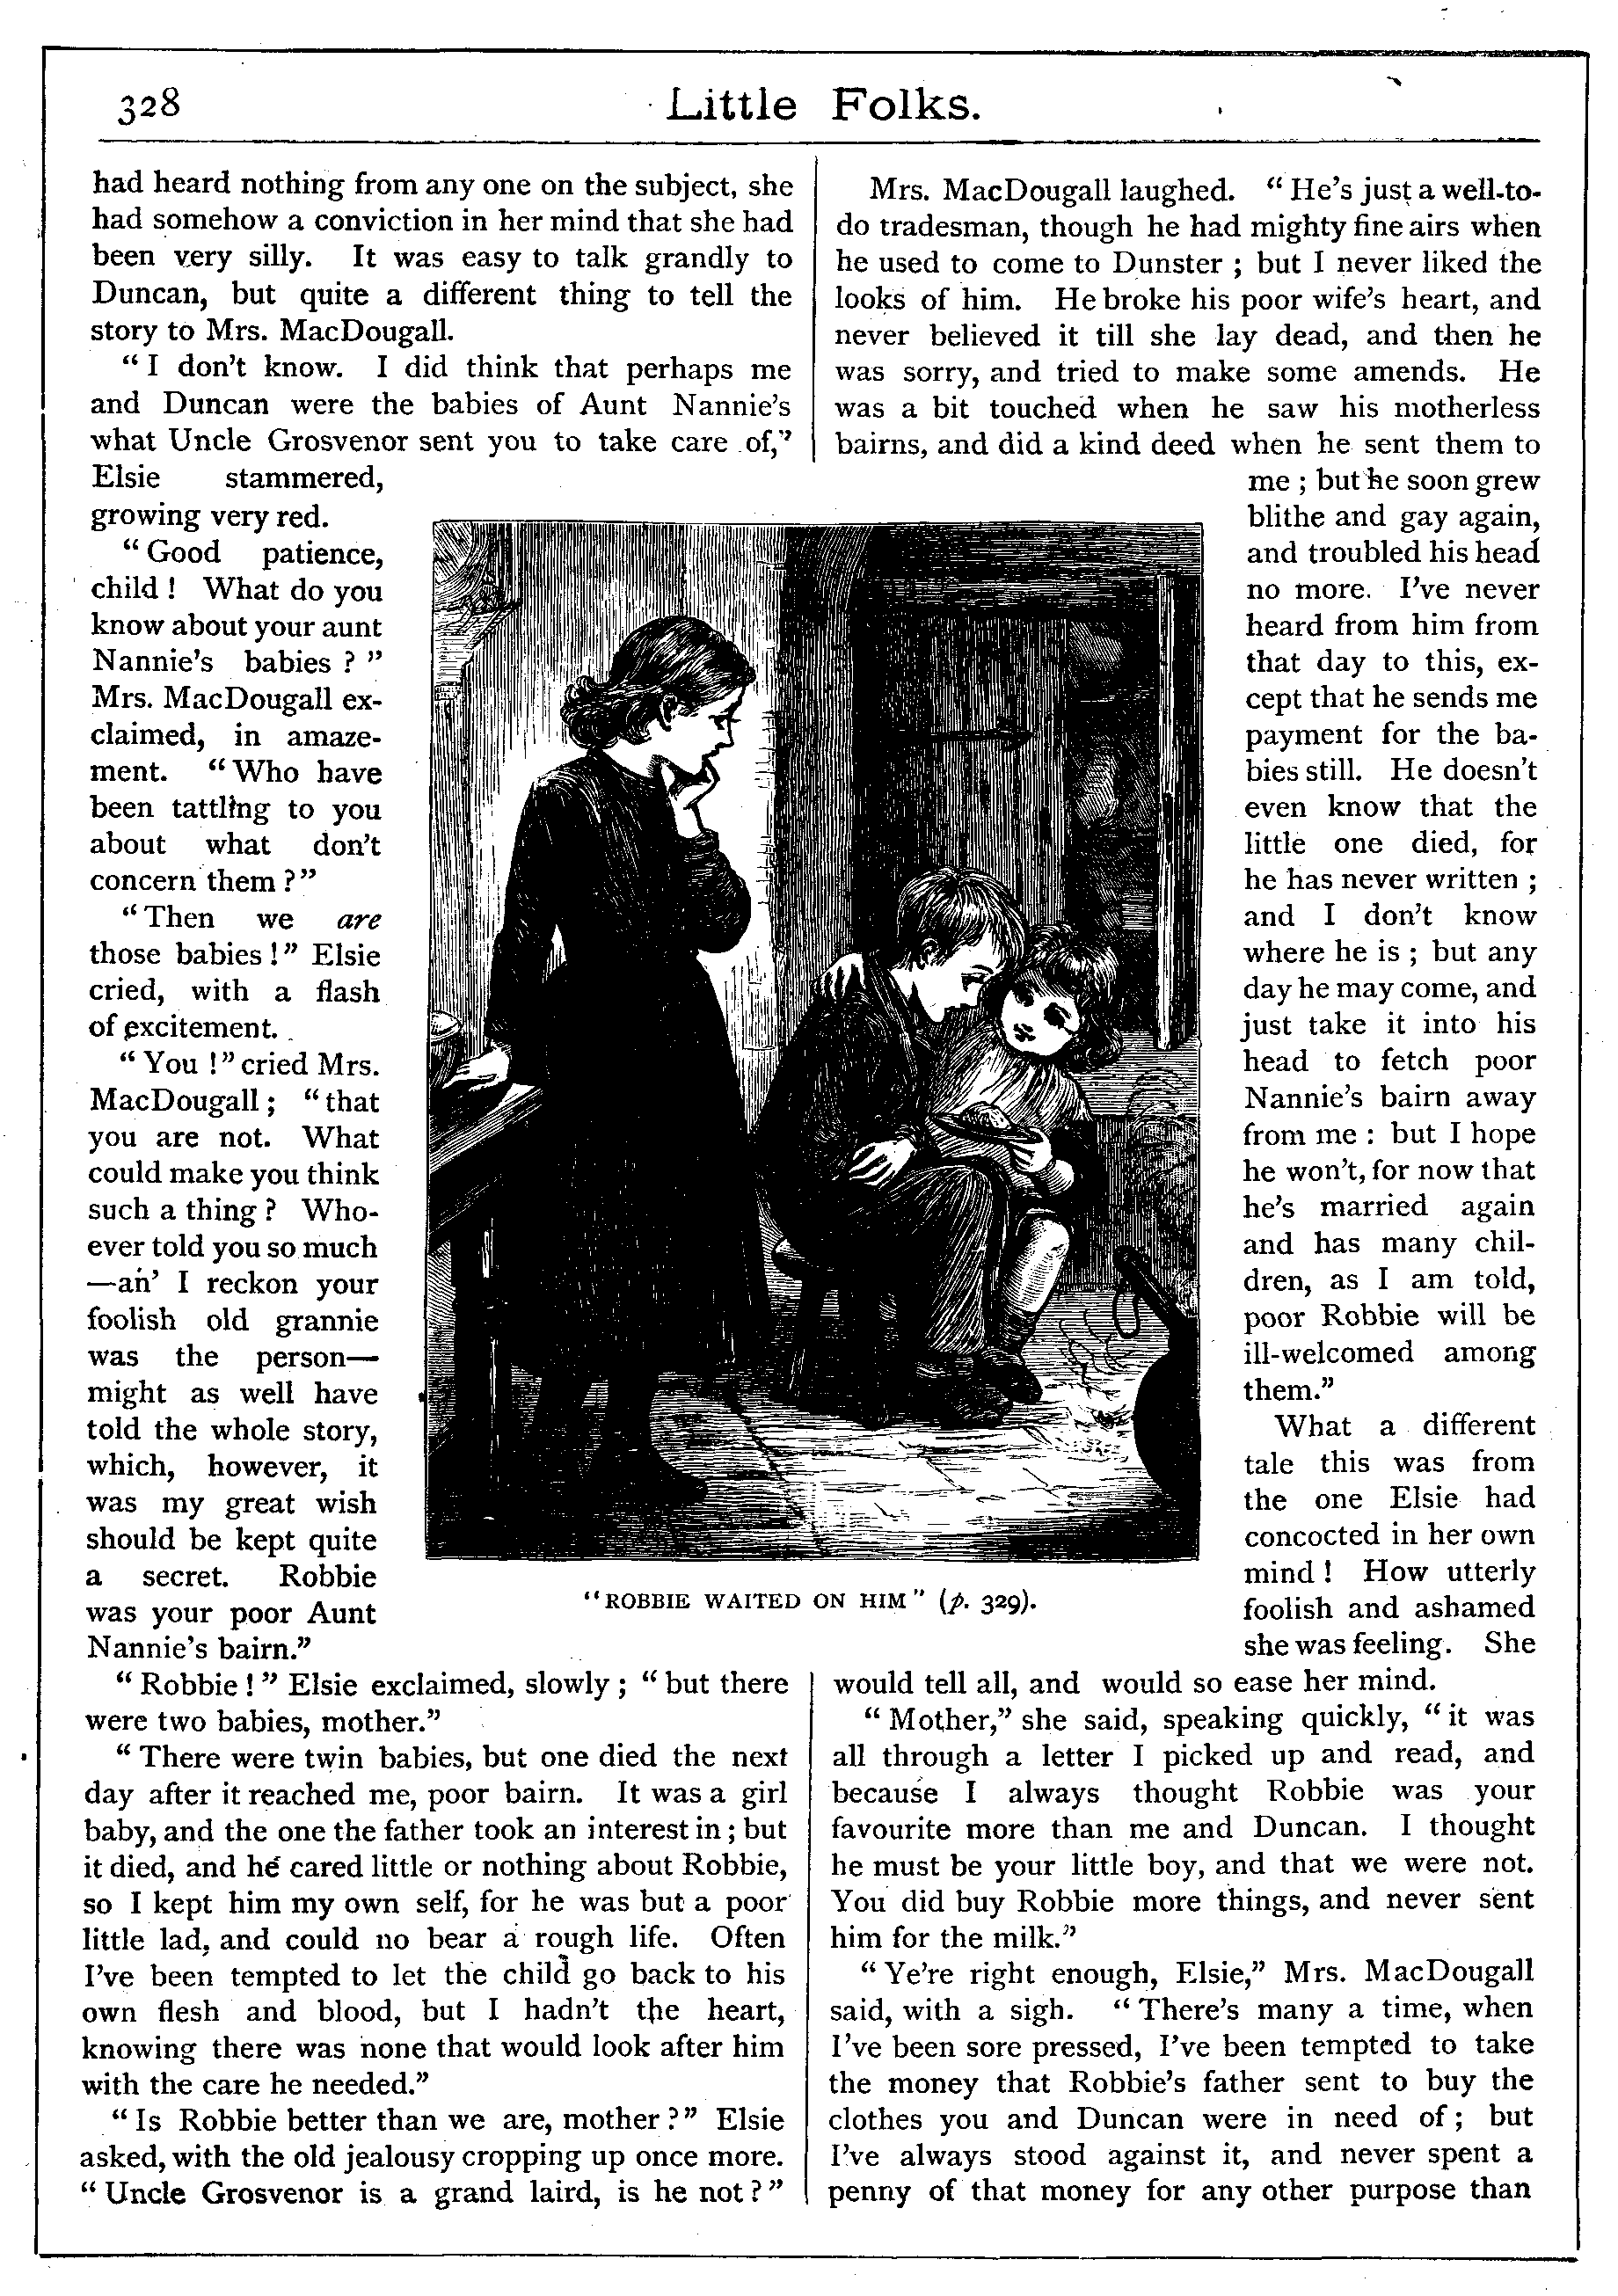 328
Little Folks.
had heard nothing from any one on the subject, she
had somehow a conviction in her mind that she had
been very silly. It was easy to talk grandly to
Duncan, but quite a different thing to tell the
story to Mrs. MacDougall.
“I don't know. I did think that perhaps me
and Duncan were the babies of Aunt Nannie's
what Uncle Grosvenor sent you to take care of,”
Elsie stammered,
growing very red.
“Good patience,
child! What do you
know about your aunt
Nannie's babies?”
Mrs. MacDougall ex-
claimed, in amaze-
ment. “Who have
been tattling to you
about what don't
concern them?”
“Then we are
those babies!” Elsie
cried, with a flash
of excitement.
“You!” cried Mrs.
MacDougall; “that
you are not. What
could make you think
such a thing? Who-
ever told you so much
—an' I reckon your
foolish old grannie
was the person—
might as well have
told the whole story,
which, however, it
was my great wish
should be kept quite
a secret. Robbie
was your poor Aunt
Nannie's bairn.”
“Robbie!” Elsie exclaimed, slowly; “but there
were two babies, mother.”
“There were twin babies, but one died the next
day after it reached me, poor bairn. It was a girl
baby, and the one the father took an interest in; but
it died, and he cared little or nothing about Robbie,
so I kept him my own self, for he was but a poor
little lad, and could no bear a rough life. Often
I've been tempted to let the child go back to his
own flesh and blood, but I hadn't the heart,
knowing there was none that would look after him
with the care he needed.”
“Is Robbie better than we are, mother?” Elsie
asked, with the old jealousy cropping up once more.
“Uncle Grosvenor is a grand laird, is he not?”
“ROBBIE WAITED ON HIM” (p. 329).
Mrs. MacDougall laughed. “He's just a well-to-
do tradesman, though he had mighty fine airs when
he used to come to Dunster; but I never liked the
looks of him. He broke his poor wife's heart, and
never believed it till she lay dead, and then he
was sorry, and tried to make some amends. He
was a bit touched when he saw his motherless
bairns, and did a kind deed when he sent them to
me; but he soon grew
blithe and gay again,
and troubled his head
no more. I've never
heard from him from
that day to this, ex-
cept that he sends me
payment for the ba-
bies still. He doesn't
even know that the
little one died, for
he has never written;
and I don't know
where he is; but any
day he may come, and
just take it into his
head to fetch poor
Nannie's bairn away
from me: but I hope
he won't, for now that
he's married again
and has many chil-
dren, as I am told,
poor Robbie will be
ill-welcomed among
them.”
What a different
tale this was from
the one Elsie had
concocted in her own
mind! How utterly
foolish and ashamed
she was feeling. She
would tell all, and would so ease her mind.
“Mother,” she said, speaking quickly, “it was
all through a letter I picked up and read, and
because I always thought Robbie was your
favourite more than me and Duncan. I thought
he must be your little boy, and that we were not.
You did buy Robbie more things, and never sent
him for the milk.”
“Ye're right enough, Elsie,” Mrs. MacDougall
said, with a sigh. “There's many a time, when
I've been sore pressed, I've been tempted to take
the money that Robbie's father sent to buy the
clothes you and Duncan were in need of; but
I've always stood against it, and never spent a
penny of that money for any other purpose than